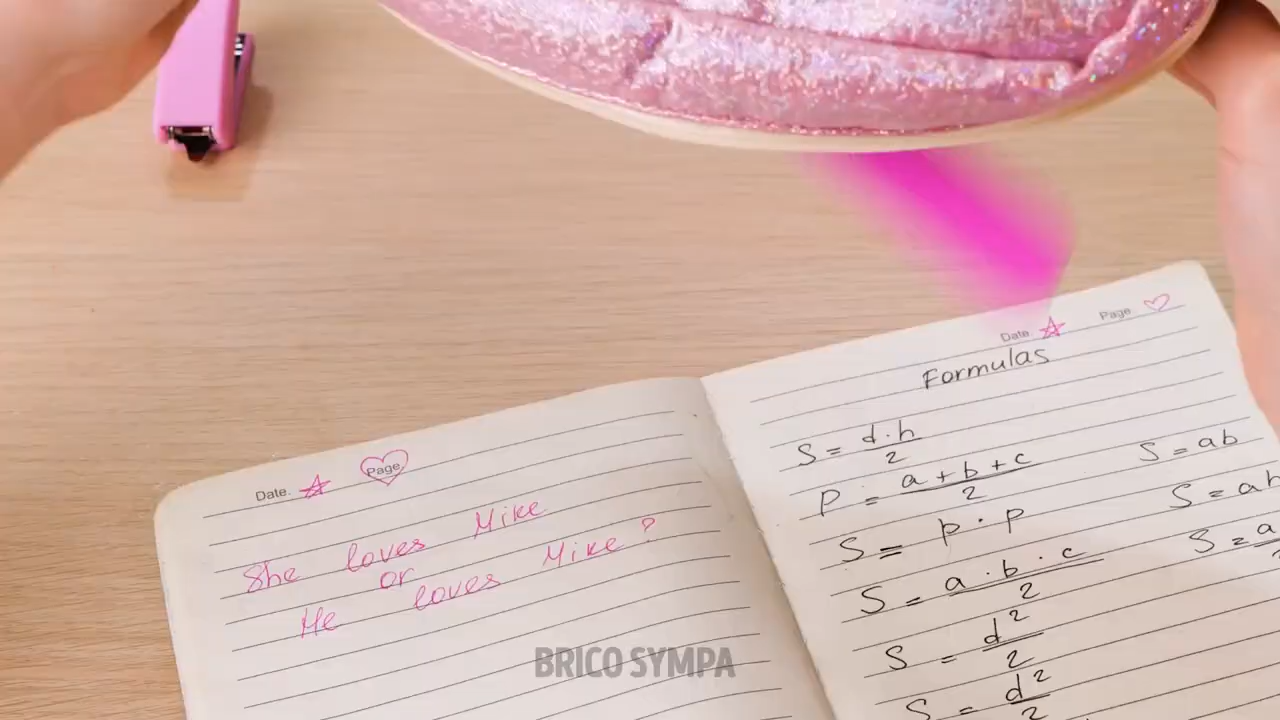 Date. Page
She loves Mike
or
He loves Mike?
Date. Page
Formulas
S = d·h/2
P = a+b+c/2
S = ab
S = p·p
S = ah
S = a·b·c/2
S = a
S = d²/2
S = d²/2
BRICO SYMPA